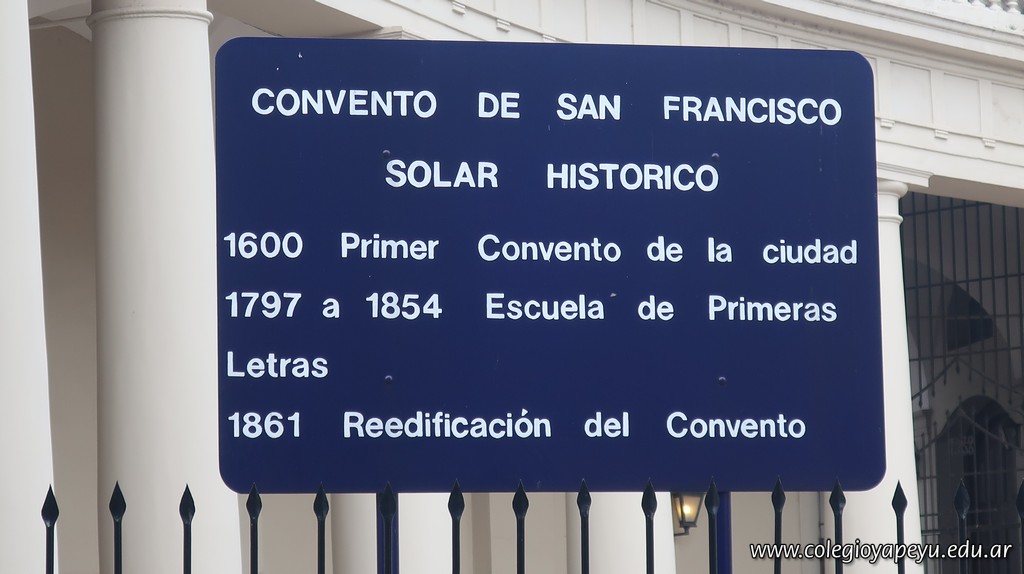 CONVENTO DE SAN FRANCISCO
SOLAR HISTORICO
1600 Primer Convento de la ciudad
1797 a 1854 Escuela de Primeras
Letras
1861 Reedificación del Convento
www.colegioyapeyu.edu.ar